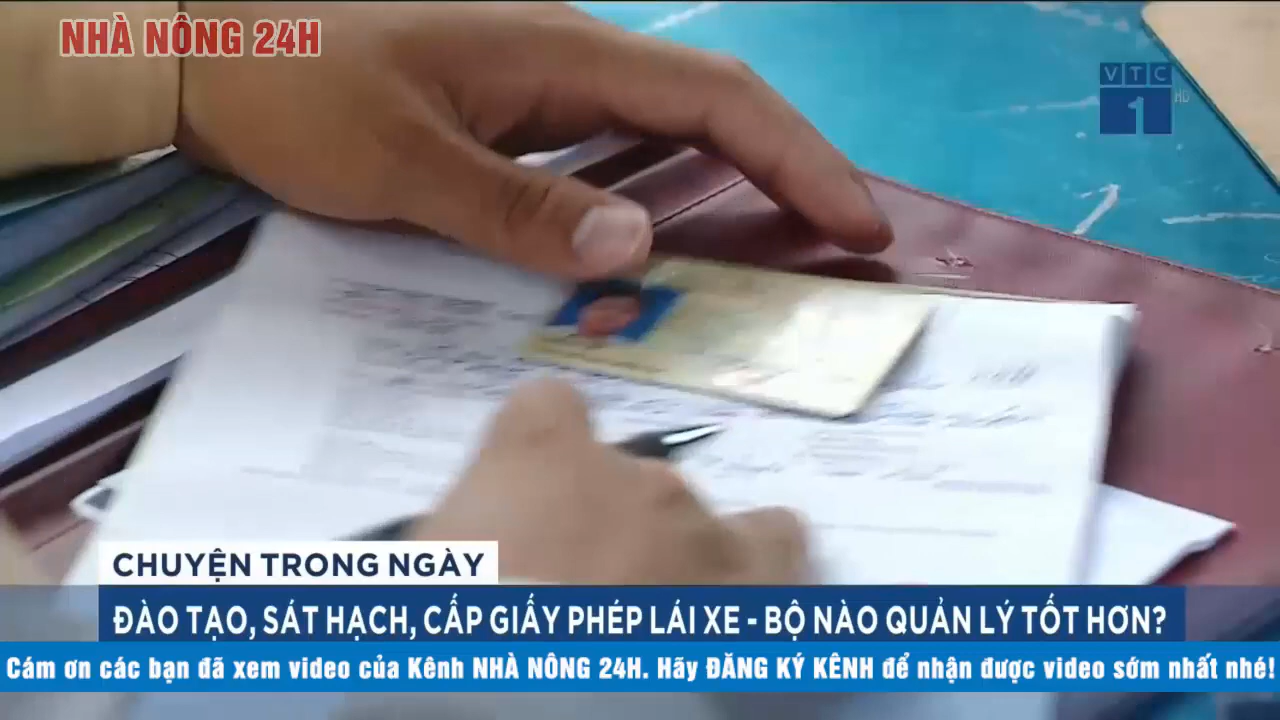 NHÀ NÔNG 24H
VTC
1
HD
CHUYỆN TRONG NGÀY
ĐÀO TẠO, SÁT HẠCH, CẤP GIẤY PHÉP LÁI XE - BỘ NÀO QUẢN LÝ TỐT HƠN?
Cám ơn các bạn đã xem video của Kênh NHÀ NÔNG 24H. Hãy ĐĂNG KÝ KÊNH để nhận được video sớm nhất nhé!